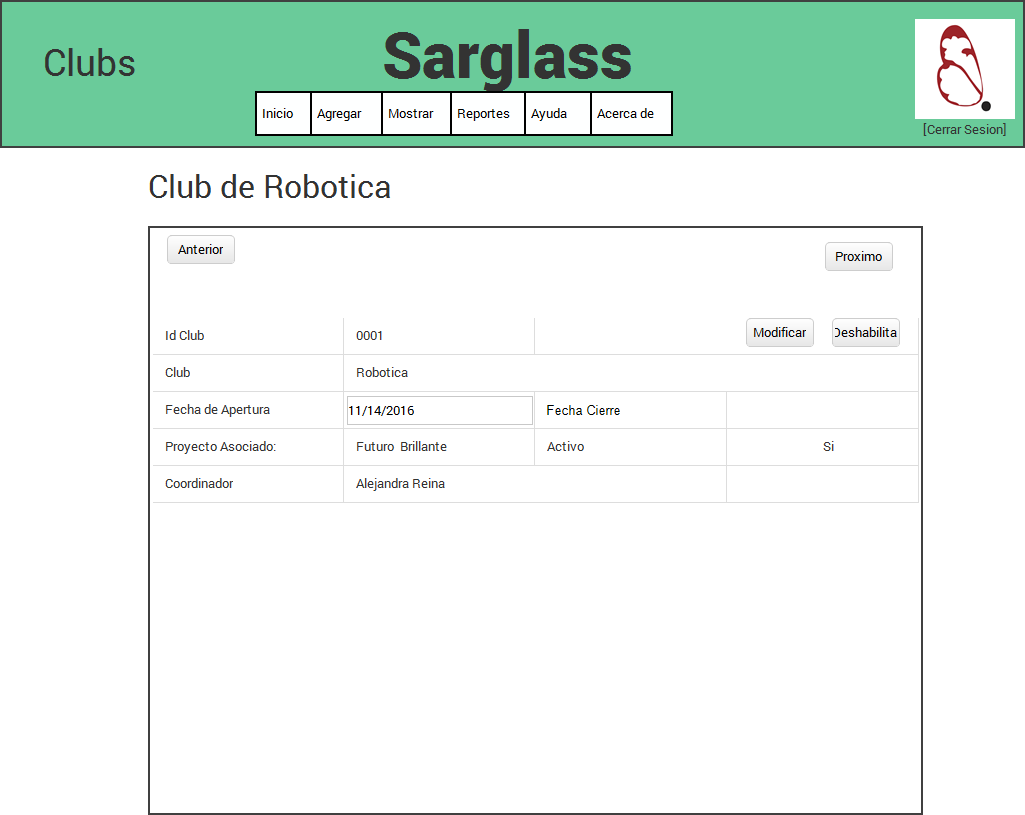 Clubs
Sarglass
Inicio Agregar Mostrar Reportes Ayuda Acerca de
[Cerrar Sesion]
Club de Robotica
Anterior
Proximo
Id Club 0001 Modificar Deshabilita
Club Robotica
Fecha de Apertura 11/14/2016 Fecha Cierre
Proyecto Asociado: Futuro Brillante Activo Si
Coordinador Alejandra Reina